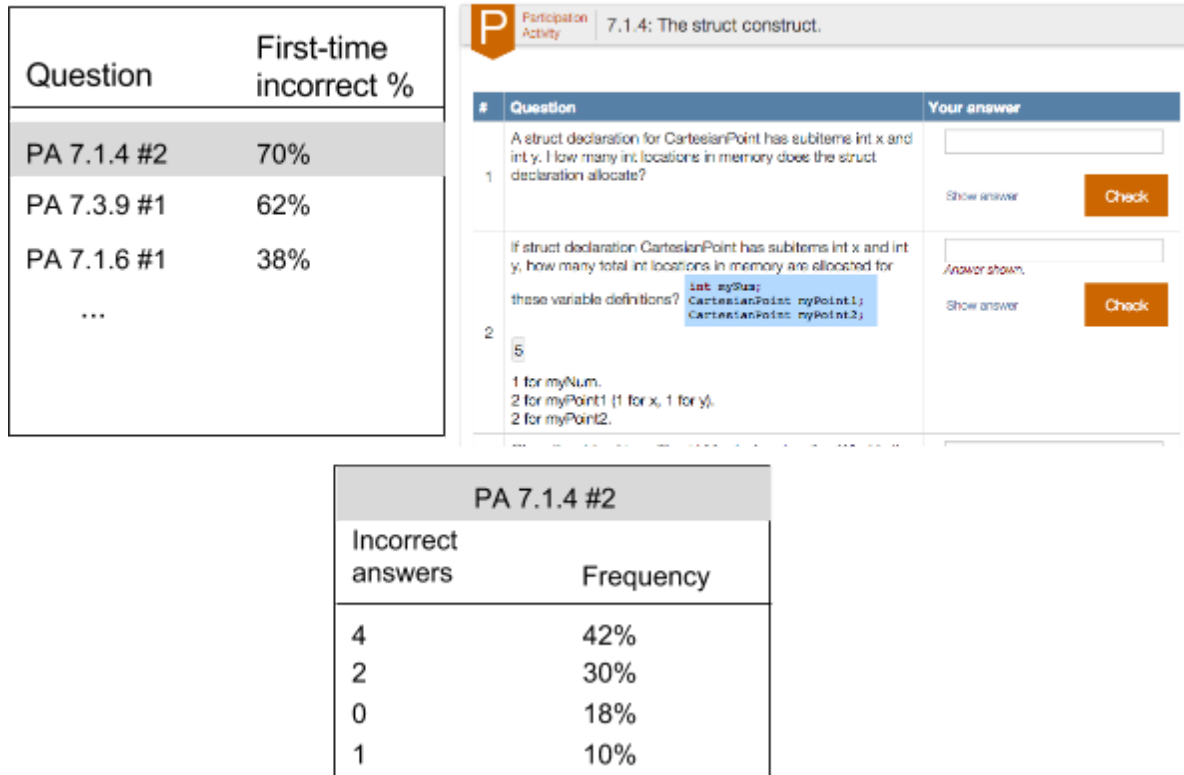 Question First-time incorrect %
PA 7.1.4 #2 70%
PA 7.3.9 #1 62%
PA 7.1.6 #1 38%
...
P
Participation
Activity
7.1.4: The struct construct.
# Question Your answer
1
A struct declaration for CartesianPoint has subitems int x and
int y. How many int locations in memory does the struct
declaration allocate?
Show answer Check
2
If struct declaration CartesianPoint has subitems int x and int
y, how many total int locations in memory are allocated for
these variable definitions?
int myNum;
CartesianPoint myPoint1;
CartesianPoint myPoint2;
5
1 for myNum.
2 for myPoint1 (1 for x, 1 for y).
2 for myPoint2.
Answer shown.
Show answer Check
PA 7.1.4 #2
Incorrect
answers Frequency
4 42%
2 30%
0 18%
1 10%